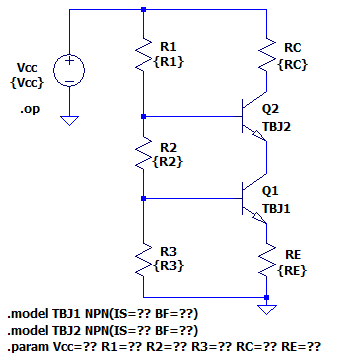 R1
{R1}
RC
{RC}
Vcc
{Vcc}
.op
Q2
TBJ2
R2
{R2}
Q1
TBJ1
R3
{R3}
RE
{RE}
.model TBJ1 NPN(IS=?? BF=??)
.model TBJ2 NPN(IS=?? BF=??)
.param Vcc=?? R1=?? R2=?? R3=?? RC=?? RE=??